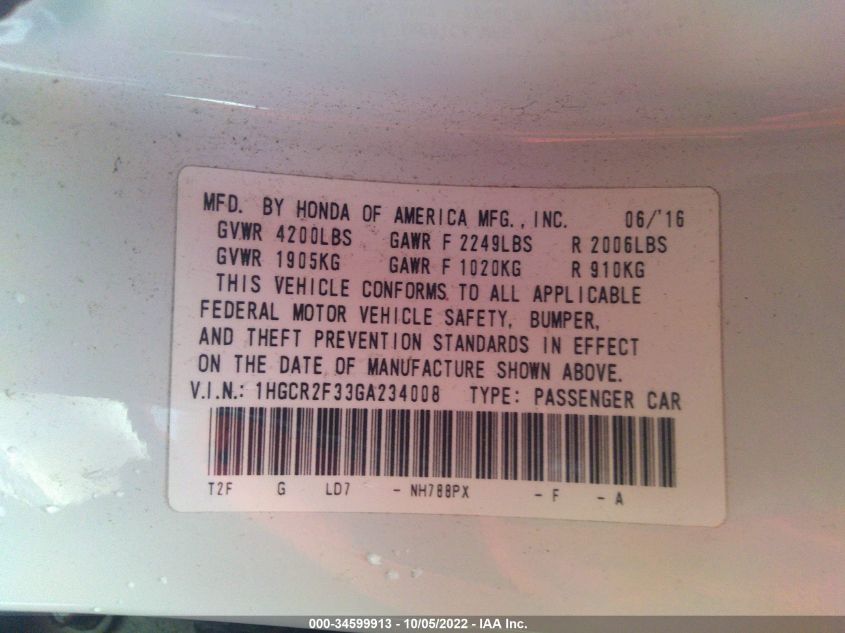 MFD. BY HONDA OF AMERICA MFG., INC. 06/'16
GVWR 4200LBS GAWR F 2249LBS R 2006LBS
GVWR 1905KG GAWR F 1020KG R 910KG
THIS VEHICLE CONFORMS TO ALL APPLICABLE
FEDERAL MOTOR VEHICLE SAFETY, BUMPER,
AND THEFT PREVENTION STANDARDS IN EFFECT
ON THE DATE OF MANUFACTURE SHOWN ABOVE.
V.I.N.: 1HGCR2F33GA234008 TYPE: PASSENGER CAR
T2F G LD7 - NH788PX - F - A
000-34599913 - 10/05/2022 - IAA Inc.